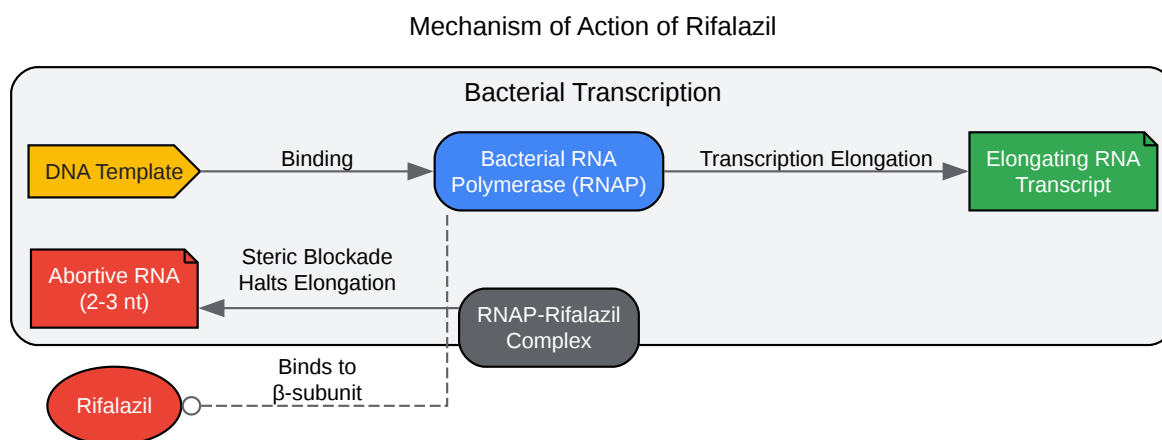 Mechanism of Action of Rifalazil
Bacterial Transcription
DNA Template
Binding
Bacterial RNA
Polymerase (RNAP)
Transcription Elongation
Elongating RNA
Transcript
Abortive RNA
(2-3 nt)
Steric Blockade
Halts Elongation
RNAP-Rifalazil
Complex
Rifalazil
Binds to
β-subunit